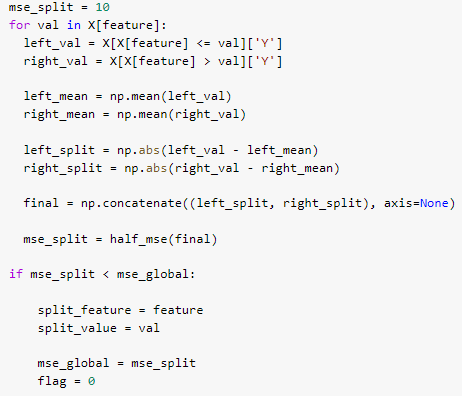 mse_split = 10
for val in X[feature]:
  left_val = X[X[feature] <= val]['Y']
  right_val = X[X[feature] > val]['Y']

  left_mean = np.mean(left_val)
  right_mean = np.mean(right_val)

  left_split = np.abs(left_val - left_mean)
  right_split = np.abs(right_val - right_mean)

  final = np.concatenate((left_split, right_split), axis=None)

  mse_split = half_mse(final)

if mse_split < mse_global:

    split_feature = feature
    split_value = val

    mse_global = mse_split
    flag = 0